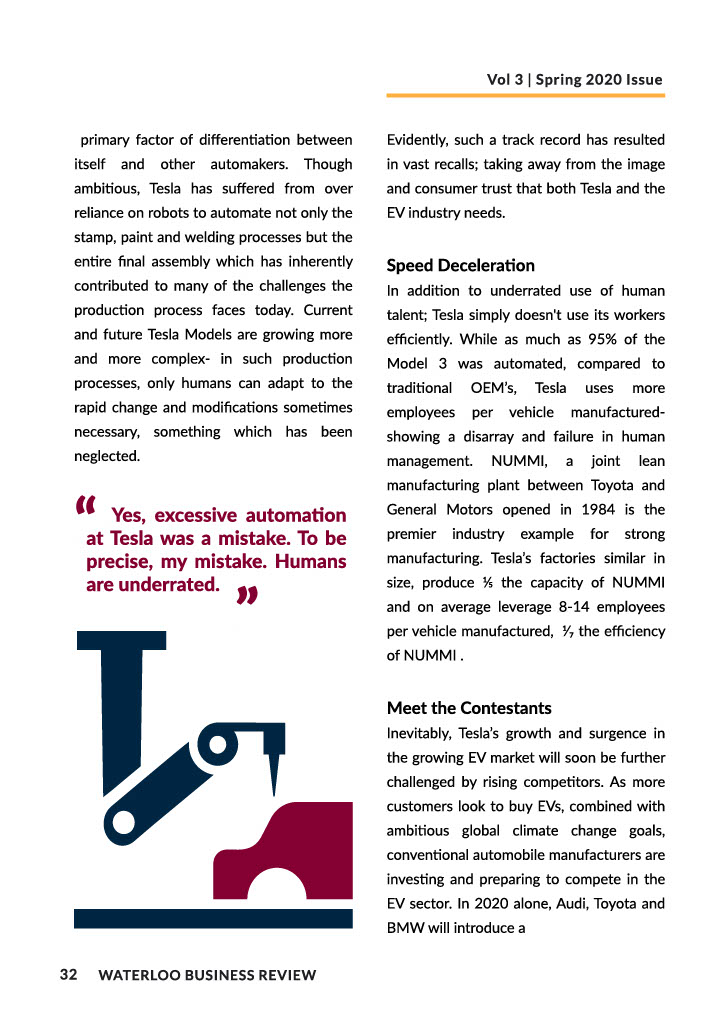 Vol 3 | Spring 2020 Issue
primary factor of differentiation between
itself and other automakers. Though
ambitious, Tesla has suffered from over
reliance on robots to automate not only the
stamp, paint and welding processes but the
entire final assembly which has inherently
contributed to many of the challenges the
production process faces today. Current
and future Tesla Models are growing more
and more complex- in such production
processes, only humans can adapt to the
rapid change and modifications sometimes
necessary, something which has been
neglected.
“ Yes, excessive automation
at Tesla was a mistake. To be
precise, my mistake. Humans
are underrated. ”
Evidently, such a track record has resulted
in vast recalls; taking away from the image
and consumer trust that both Tesla and the
EV industry needs.
Speed Deceleration
In addition to underrated use of human
talent; Tesla simply doesn't use its workers
efficiently. While as much as 95% of the
Model 3 was automated, compared to
traditional OEM’s, Tesla uses more
employees per vehicle manufactured-
showing a disarray and failure in human
management. NUMMI, a joint lean
manufacturing plant between Toyota and
General Motors opened in 1984 is the
premier industry example for strong
manufacturing. Tesla’s factories similar in
size, produce ⅕ the capacity of NUMMI
and on average leverage 8-14 employees
per vehicle manufactured, ⅐ the efficiency
of NUMMI .
Meet the Contestants
Inevitably, Tesla’s growth and surgence in
the growing EV market will soon be further
challenged by rising competitors. As more
customers look to buy EVs, combined with
ambitious global climate change goals,
conventional automobile manufacturers are
investing and preparing to compete in the
EV sector. In 2020 alone, Audi, Toyota and
BMW will introduce a
32 WATERLOO BUSINESS REVIEW